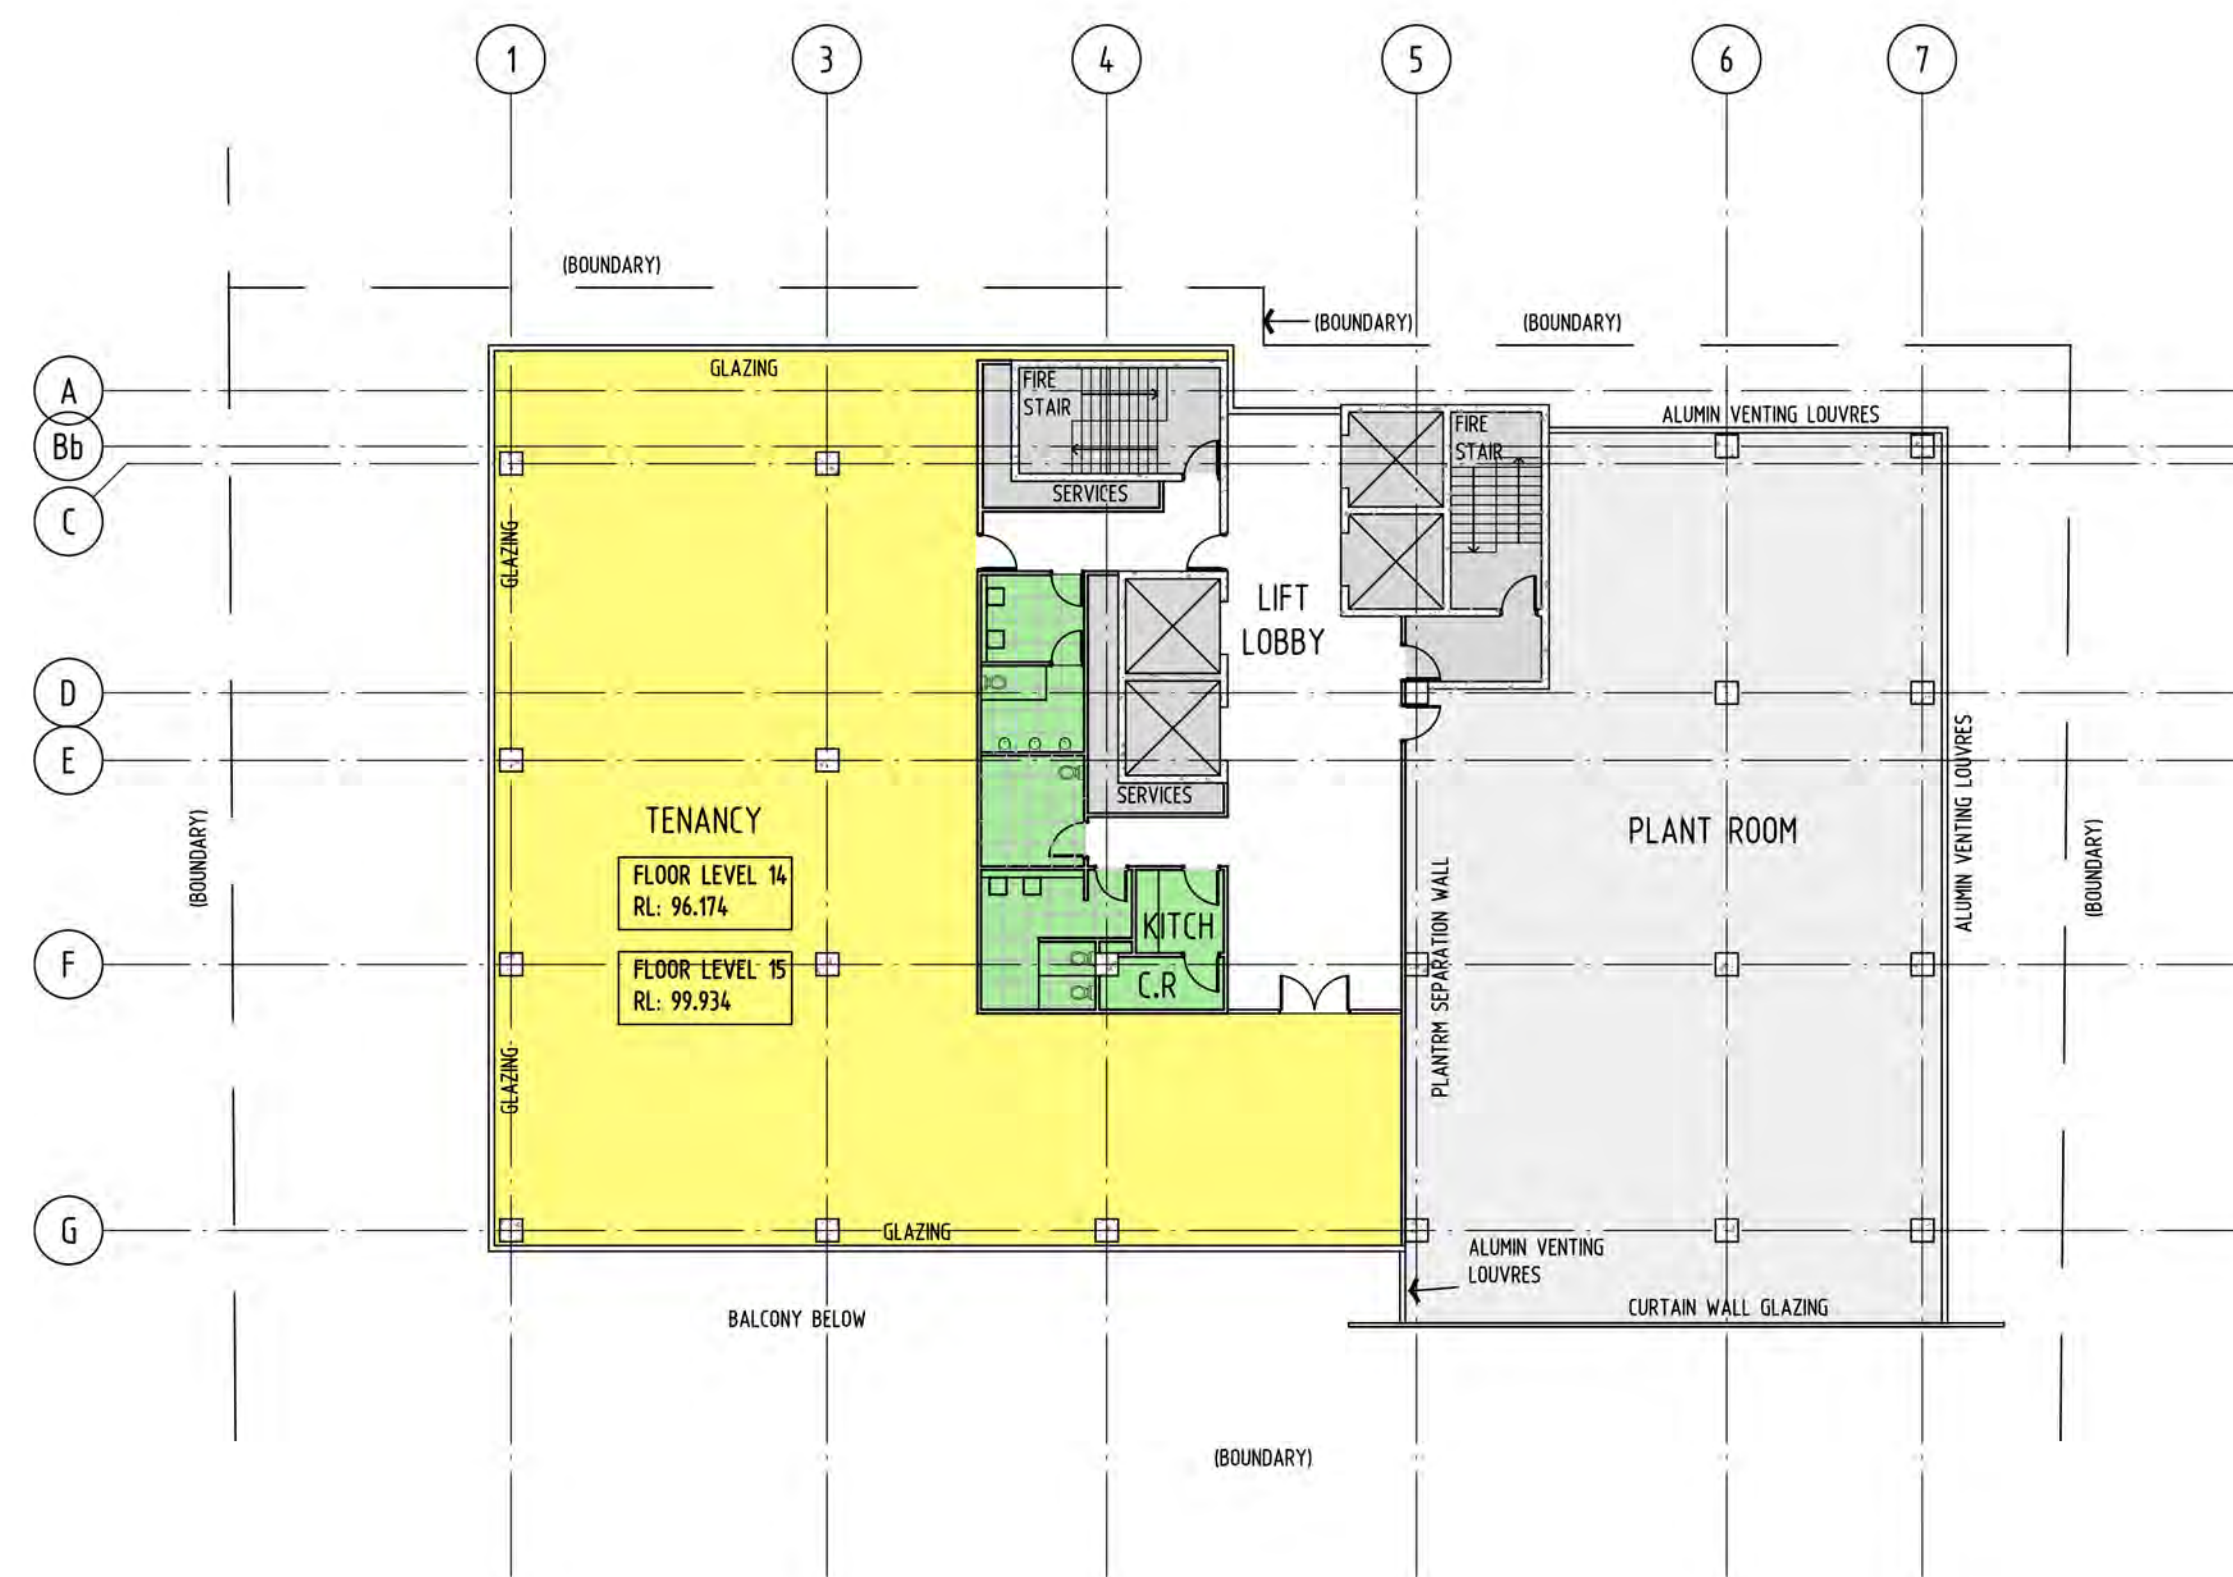 1
3
4
5
6
7
(BOUNDARY)
(BOUNDARY)
(BOUNDARY)
A
Bb
C
D
E
F
G
GLAZING
FIRE
STAIR
SERVICES
FIRE
STAIR
ALUMIN VENTING LOUVRES
GLAZING
LIFT
LOBBY
SERVICES
TENANCY
FLOOR LEVEL 14
RL: 96.174
FLOOR LEVEL 15
RL: 99.934
PLANT ROOM
ALUMIN VENTING LOUVRES
(BOUNDARY)
(BOUNDARY)
PLANTRM SEPARATION WALL
KITCH
C.R
GLAZING
GLAZING
ALUMIN VENTING
LOUVRES
CURTAIN WALL GLAZING
BALCONY BELOW
(BOUNDARY)